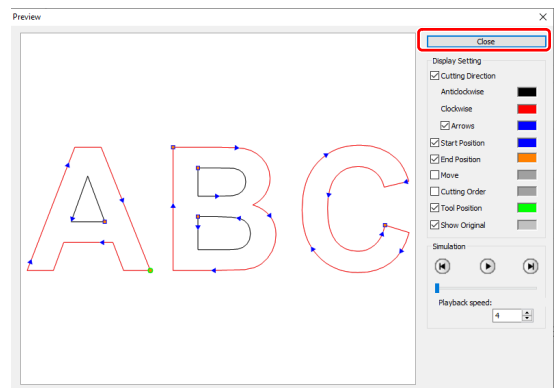 Preview
Close
Display Setting
Cutting Direction
Anticlockwise
Clockwise
Arrows
Start Position
End Position
Move
Cutting Order
Tool Position
Show Original
Simulation
Playback speed:
4
ABC